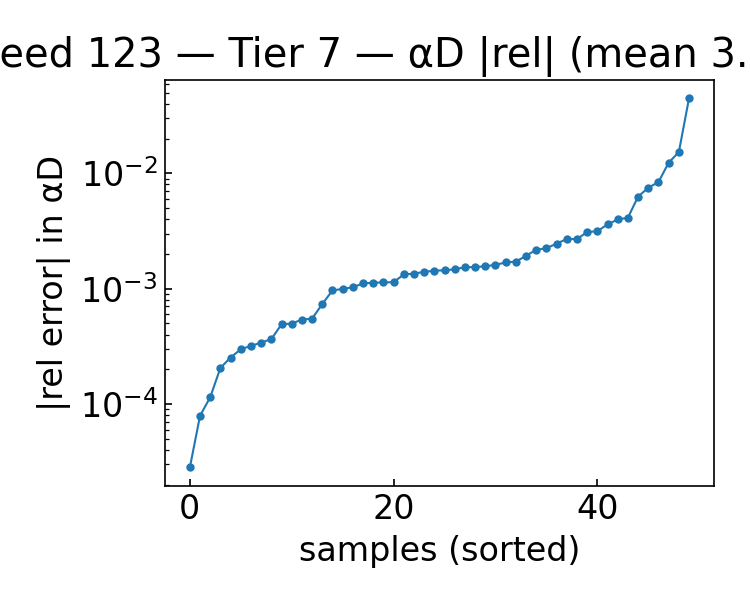 eed 123 — Tier 7 — αD |rel| (mean 3.
|rel error| in αD
10⁻²
10⁻³
10⁻⁴
0 20 40
samples (sorted)